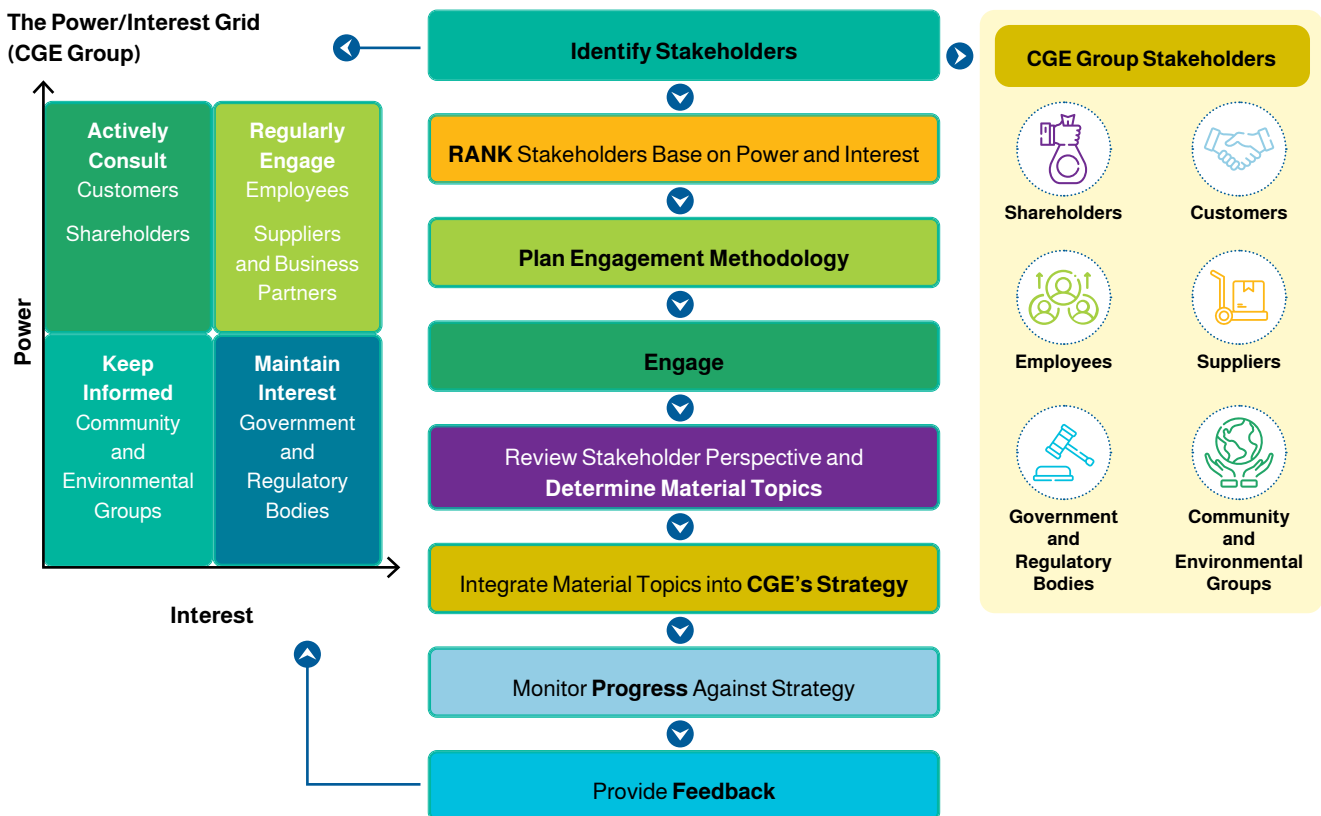 The Power/Interest Grid
(CGE Group)
Power
Actively
Consult
Customers
Shareholders
Regularly
Engage
Employees
Suppliers
and Business
Partners
Keep
Informed
Community
and
Environmental
Groups
Maintain
Interest
Government
and
Regulatory
Bodies
Interest
Identify Stakeholders
RANK Stakeholders Base on Power and Interest
Plan Engagement Methodology
Engage
Review Stakeholder Perspective and
Determine Material Topics
Integrate Material Topics into CGE's Strategy
Monitor Progress Against Strategy
Provide Feedback
CGE Group Stakeholders
Shareholders
Customers
Employees
Suppliers
Government
and
Regulatory
Bodies
Community
and
Environmental
Groups